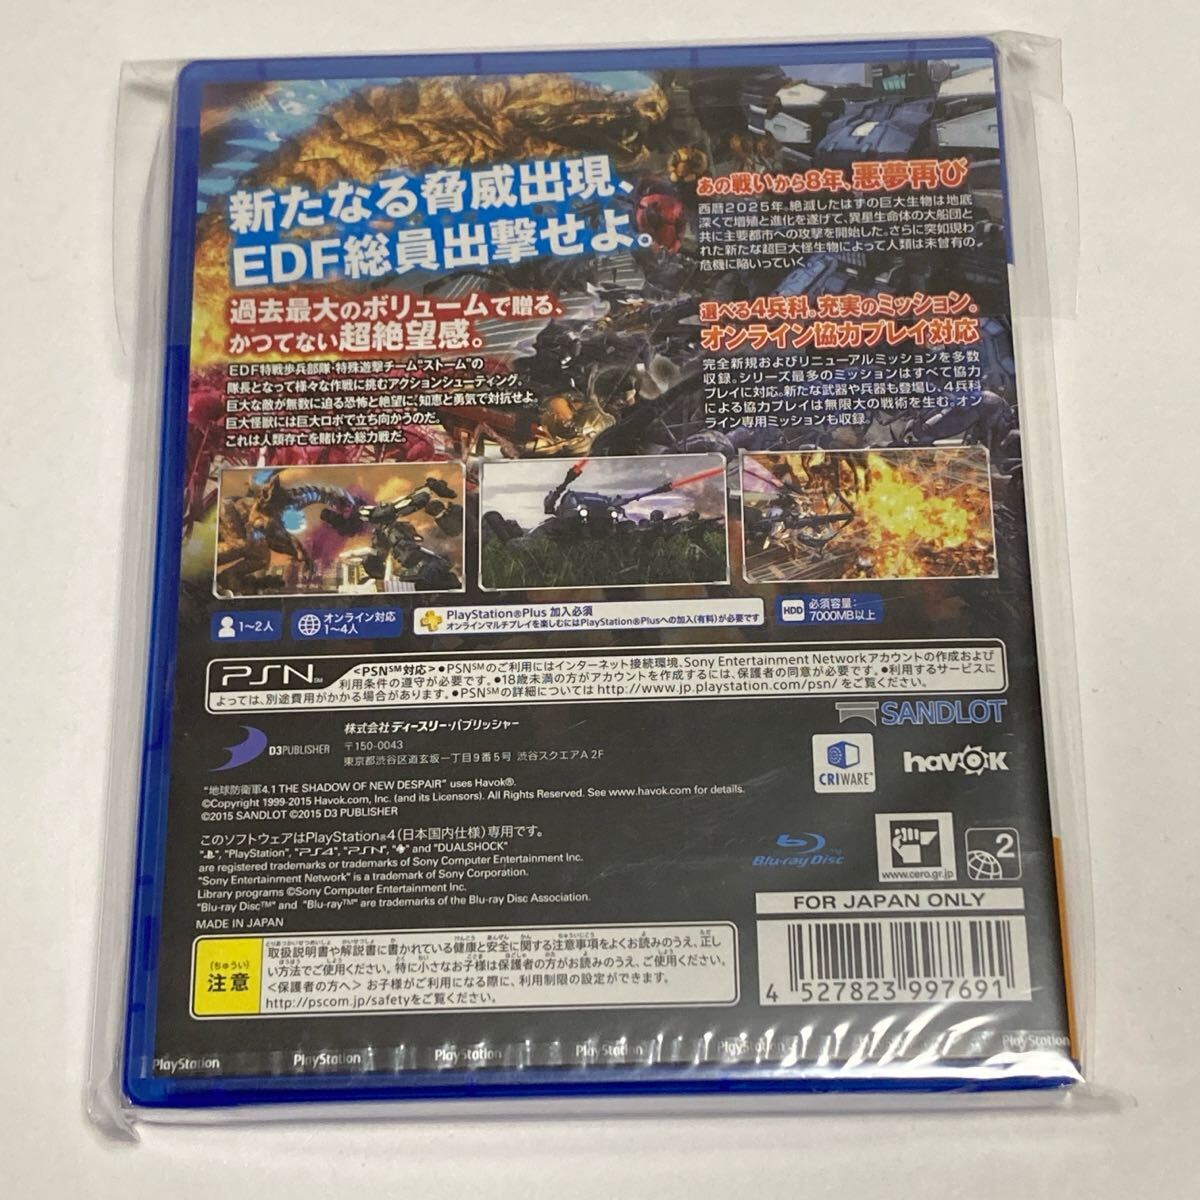 新たなる脅威出現、
EDF総員出撃せよ。
過去最大のボリュームで贈る、
かつてない超絶望感。
EDF特戦歩兵部隊・特殊遊撃チーム“ストーム”の
隊長となって様々な作戦に挑むアクションシューティング。
巨大な敵が無数に迫る恐怖と絶望に、知恵と勇気で対抗せよ。
巨大怪獣には巨大ロボで立ち向かうのだ。
これは人類存亡を賭けた総力戦だ。
あの戦いから8年、悪夢再び
西暦2025年。絶滅したはずの巨大生物は地底
深くで増殖と進化を遂げて、異星生命体の大船団と
共に主要都市への攻撃を開始した。さらに突如現わ
れた新たな超巨大怪生物によって人類は未曾有の
危機に陥いっていく。
選べる4兵科。充実のミッション。
オンライン協力プレイ対応
完全新規およびリニューアルミッションを多数
収録。シリーズ最多のミッションはすべて協力
プレイに対応。新たな武器や兵器も登場し、4兵科
による協力プレイは無限大の戦術を生む。オン
ライン専用ミッションも収録。
1~2人
オンライン対応
1~4人
PlayStation®Plus 加入必須
オンラインマルチプレイを楽しむにはPlayStation®Plusへの加入(有料)が必要です
HDD 必須容量:
7000MB以上
PSN℠ <PSN℠対応> ●PSN℠のご利用にはインターネット接続環境、Sony Entertainment Networkアカウントの作成および
利用条件の遵守が必要です。●18歳未満の方がアカウントを作成するには、保護者の同意が必要です。●利用するサービスに
よっては、別途費用がかかる場合があります。●PSN℠の詳細については http://www.jp.playstation.com/psn/ をご覧ください。
D3PUBLISHER
株式会社 ディースリー・パブリッシャー
〒150-0043
東京都渋谷区道玄坂一丁目9番5号 渋谷スクエアA 2F
SANDLOT
CRIWARE™
havok
“地球防衛軍4.1 THE SHADOW OF NEW DESPAIR” uses Havok®.
©Copyright 1999-2015 Havok.com, Inc. (and its Licensors). All Rights Reserved. See www.havok.com for details.
©2015 SANDLOT ©2015 D3 PUBLISHER
このソフトウェアはPlayStation®4(日本国内仕様)専用です。
" ", "PlayStation", "PS4", "PSN", " " and "DUALSHOCK"
are registered trademarks or trademarks of Sony Computer Entertainment Inc.
"Sony Entertainment Network" is a trademark of Sony Corporation.
Library programs ©Sony Computer Entertainment Inc.
"Blu-ray Disc™" and "Blu-ray™" are trademarks of the Blu-ray Disc Association.
MADE IN JAPAN
Blu-ray Disc™
www.cero.gr.jp
2
FOR JAPAN ONLY
4 527823 997691
(ちゅうい)
注意
取扱説明書や解説書に書かれている健康と安全に関する注意事項をよくお読みのうえ、正し
い方法でご使用ください。特に小さなお子様は保護者の方がお読みのうえ、ご使用ください。
<保護者の方へ> お子様がご利用になる際に、利用制限の設定ができます。
http://pscom.jp/safetyをご覧ください。
PlayStation PlayStation PlayStation PlayStation PlayStation PlayStation